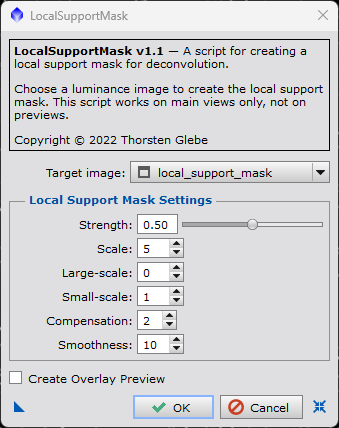 LocalSupportMask
LocalSupportMask v1.1 — A script for creating a
local support mask for deconvolution.
Choose a luminance image to create the local support
mask. This script works on main views only, not on
previews.
Copyright © 2022 Thorsten Glebe
Target image: local_support_mask
Local Support Mask Settings
Strength: 0.50
Scale: 5
Large-scale: 0
Small-scale: 1
Compensation: 2
Smoothness: 10
Create Overlay Preview
OK Cancel